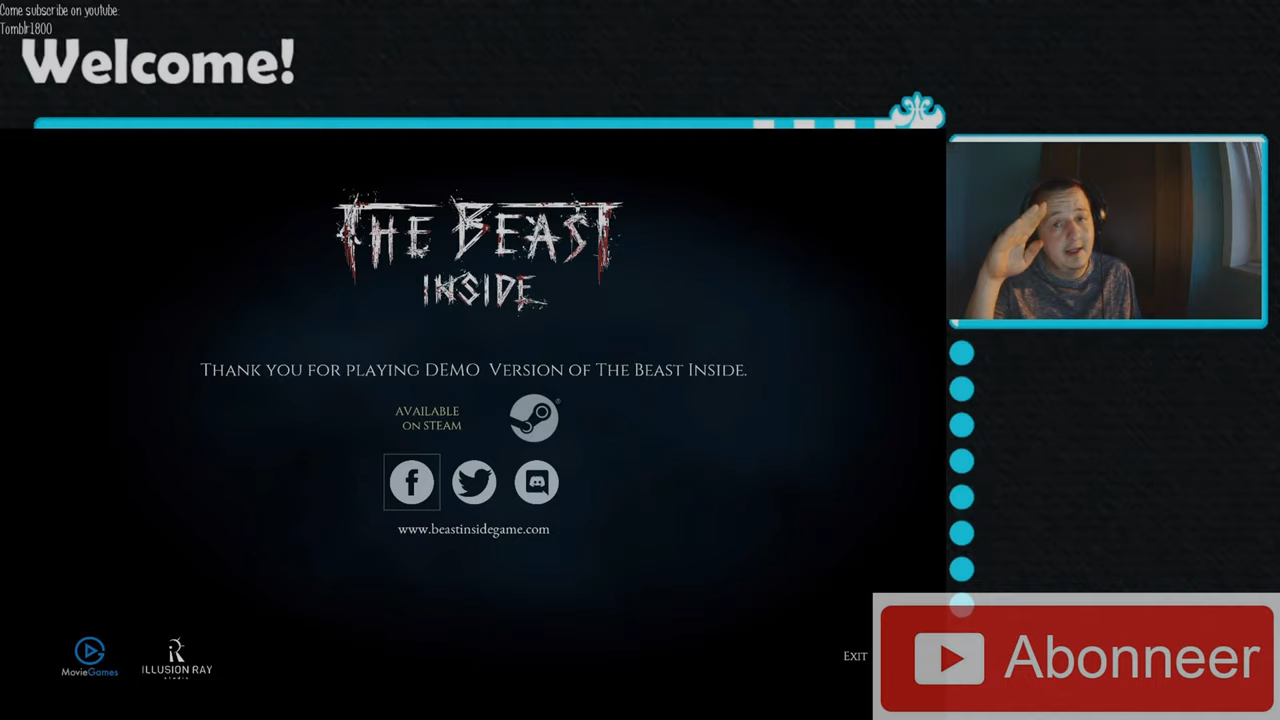 Come subscribe on youtube:
Tomblr1800
Welcome!
THE BEAST
INSIDE
THANK YOU FOR PLAYING DEMO VERSION OF THE BEAST INSIDE.
AVAILABLE
ON STEAM
www.beastinsidegame.com
MovieGames
ILLUSION RAY
studio
EXIT
Abonneer